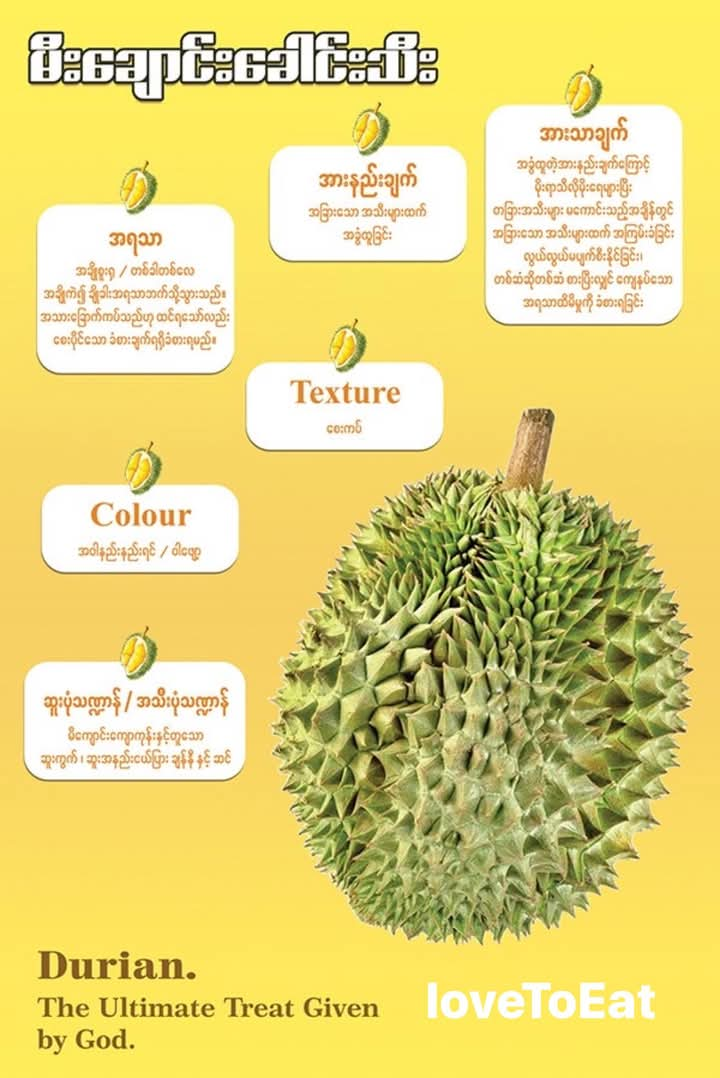 မီးချောင်းခေါင်းသီး
အားသာချက်
အခွံထူတဲ့အားနည်းချက်ကြောင့်
မိုးရာသီလိုမိုးရေများပြီး
တခြားအသီးများ မကောင်းသည့်အချိန်တွင်
အခြားသော အသီးများထက် အကြမ်းခံခြင်း
လွယ်လွယ်မပျက်စီးနိုင်ခြင်း၊
တစ်ဆံဆိုတစ်ဆံ စားပြီးလျှင် ကျေနပ်သော
အရသာထိမိမှုကို ခံစားရခြင်း
အားနည်းချက်
အခြားသော အသီးများထက်
အခွံထူခြင်း
အရသာ
အချိုစူးရှ / တစ်ခါတစ်လေ
အချိုကဲ၍ ချိုခါးအရသာဘက်သို့သွားသည်။
အသားခြောက်ကပ်သည်ဟု ထင်ရသော်လည်း
စေးပိုင်သော ခံစားချက်ရရှိခံစားရမည်။
Texture
စေးကပ်
Colour
အဝါနည်းနည်းရင် / ဝါဖျော့
ဆူးပုံသဏ္ဍာန် / အသီးပုံသဏ္ဍာန်
မိကျောင်းကျောကုန်းနှင့်တူသော
ဆူးကွက် ၊ ဆူးအနည်းငယ်ပြား ချွန်နို့ နှင့် ဆင်
Durian.
The Ultimate Treat Given
by God.
loveToEat